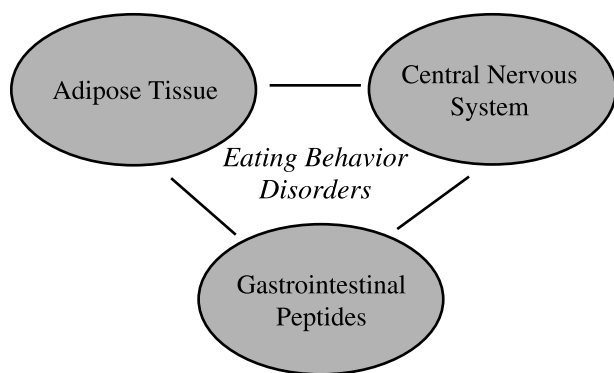 Adipose Tissue
Central Nervous
System
Eating Behavior
Disorders
Gastrointestinal
Peptides